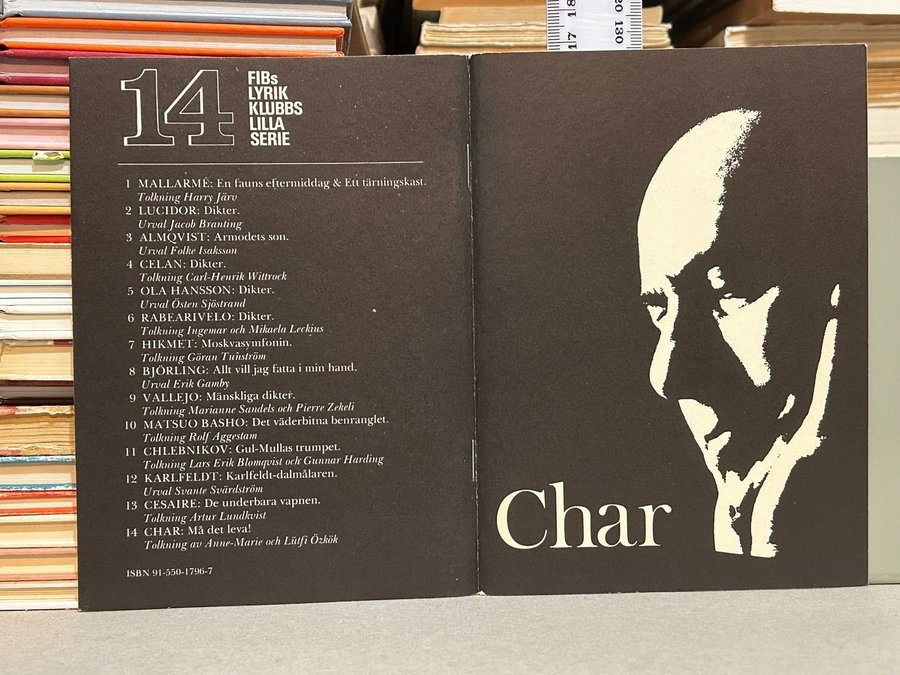 14
FIBs
LYRIK
KLUBBS
LILLA
SERIE
1 MALLARMÉ: En fauns eftermiddag & Ett tärningskast.
Tolkning Harry Järv
2 LUCIDOR: Dikter.
Urval Jacob Branting
3 ALMQVIST: Armodets son.
Urval Folke Isaksson
4 CELAN: Dikter.
Tolkning Carl-Henrik Wittrock
5 OLA HANSSON: Dikter.
Urval Östen Sjöstrand
6 RABEARIVELO: Dikter.
Tolkning Ingemar och Mikaela Leckius
7 HIKMET: Moskvasymfonin.
Tolkning Göran Tunström
8 BJÖRLING: Allt vill jag fatta i min hand.
Urval Erik Gamby
9 VALLEJO: Mänskliga dikter.
Tolkning Marianne Sandels och Pierre Zekeli
10 MATSUO BASHO: Det väderbitna benranglet.
Tolkning Rolf Aggestam
11 CHLEBNIKOV: Gul-Mullas trumpet.
Tolkning Lars Erik Blomqvist och Gunnar Harding
12 KARLFELDT: Karlfeldt-dalmålaren.
Urval Svante Svärdström
13 CESAIRE: De underbara vapnen.
Tolkning Artur Lundkvist
14 CHAR: Må det leva!
Tolkning av Anne-Marie och Lütfi Özkök
ISBN 91-550-1796-7
Char
17 18
120 130